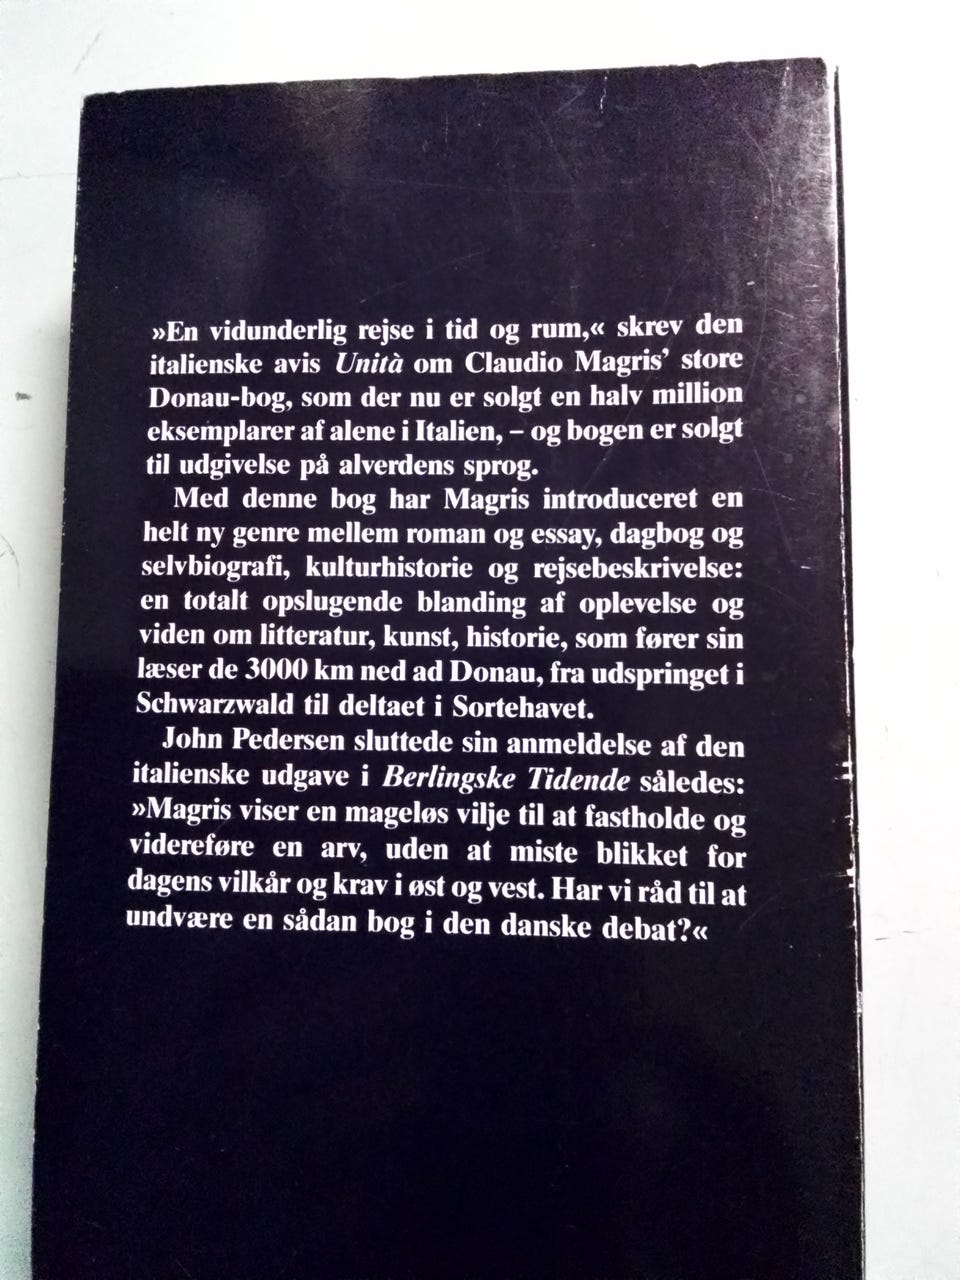 »En vidunderlig rejse i tid og rum,« skrev den
italienske avis Unità om Claudio Magris’ store
Donau-bog, som der nu er solgt en halv million
eksemplarer af alene i Italien, – og bogen er solgt
til udgivelse på alverdens sprog.
Med denne bog har Magris introduceret en
helt ny genre mellem roman og essay, dagbog og
selvbiografi, kulturhistorie og rejsebeskrivelse:
en totalt opslugende blanding af oplevelse og
viden om litteratur, kunst, historie, som fører sin
læser de 3000 km ned ad Donau, fra udspringet i
Schwarzwald til deltaet i Sortehavet.
John Pedersen sluttede sin anmeldelse af den
italienske udgave i Berlingske Tidende således:
»Magris viser en mageløs vilje til at fastholde og
videreføre en arv, uden at miste blikket for
dagens vilkår og krav i øst og vest. Har vi råd til at
undvære en sådan bog i den danske debat?«